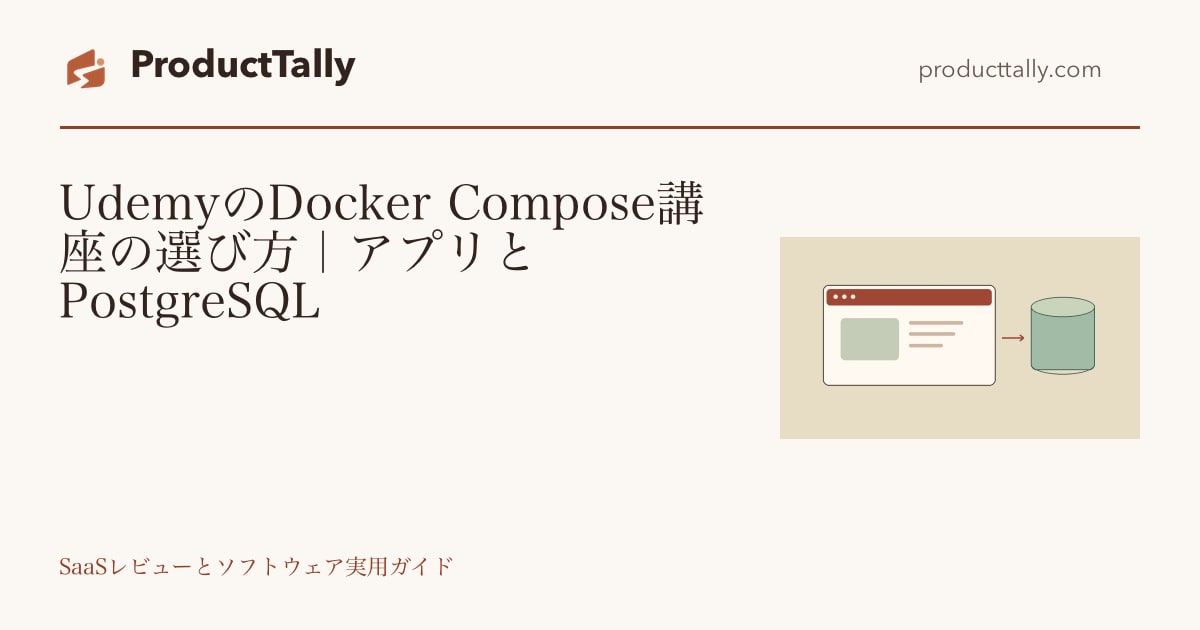 ProductTally
producttally.com
UdemyのDocker Compose講
座の選び方｜アプリと
PostgreSQL
SaaSレビューとソフトウェア実用ガイド